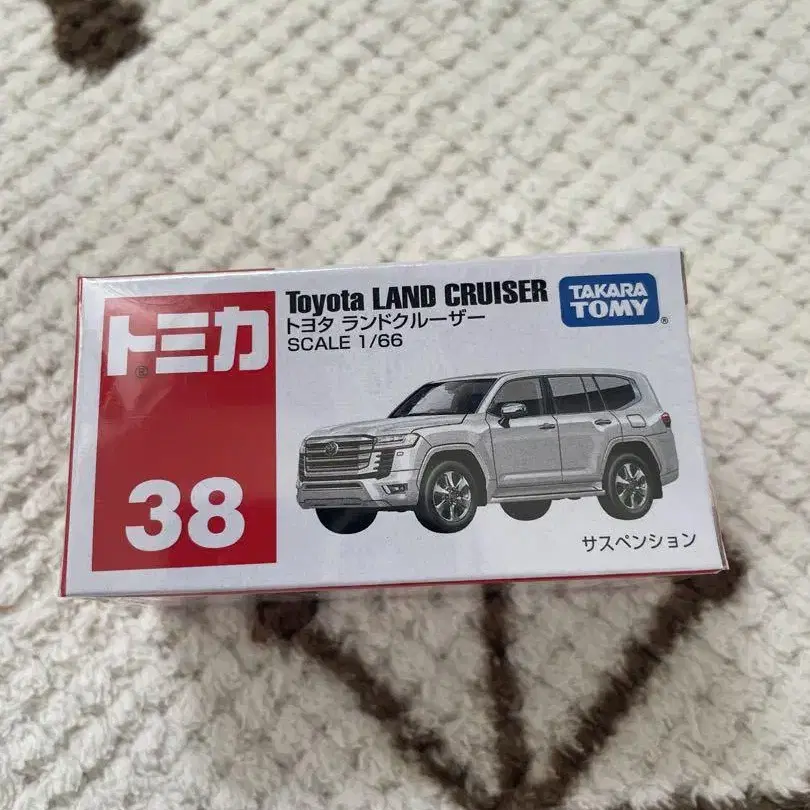 トミカ
®
38
Toyota LAND CRUISER
トヨタ ランドクルーザー
SCALE 1/66
TAKARA
TOMY
®
サスペンション